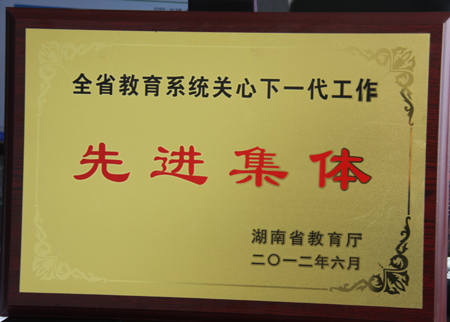 全省教育系统关心下一代工作
先进集体
湖南省教育厅
二〇一二年六月